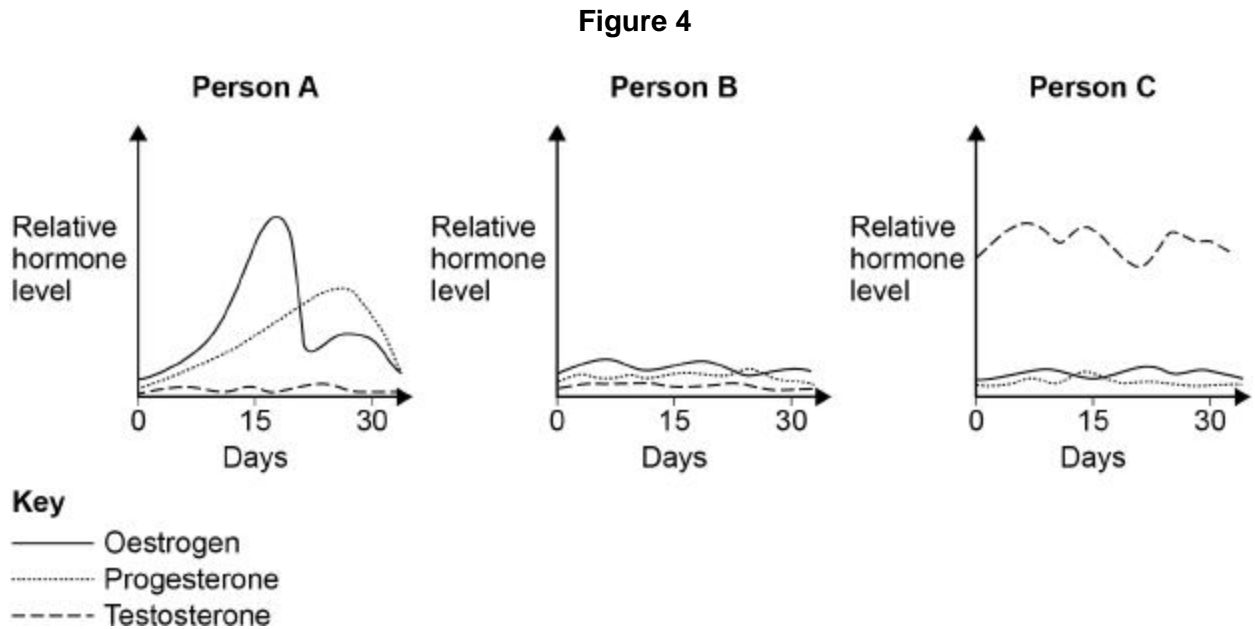 Figure 4
Person A
Relative
hormone
level
0 15 30
Days
Person B
Relative
hormone
level
0 15 30
Days
Person C
Relative
hormone
level
0 15 30
Days
Key
Oestrogen
Progesterone
Testosterone